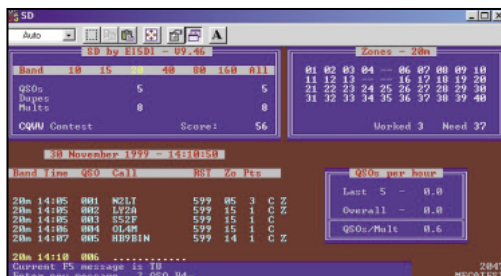 SD
Auto
SD by EI5DI - V9.46
Band 10 15 20 40 80 160 All
QSOs 5 5
Dupes
Mults 8 8
CQWW Contest Score: 56
Zones - 20m
01 02 03 04 -- 06 07 08 09 10
11 12 13 -- -- 16 17 18 19 20
21 22 23 24 25 26 27 28 29 30
31 32 33 34 35 36 37 38 39 40
Worked 3 Need 37
30 November 1999 - 14:10:50
Band Time QSO Call RST Zo Pts
20m 14:05 001 N2LT 599 05 3 C Z
20m 14:05 002 LY2A 599 15 1 C Z
20m 14:05 003 S52F 599 15 1 C
20m 14:06 004 OL4M 599 15 1 C
20m 14:07 005 HB9BIN 599 14 1 C Z
20m 14:10 006 ............
QSOs per hour
Last 5 - 0.0
Overall - 0.0
QSOs/Mult 0.6
Current F5 message is TU